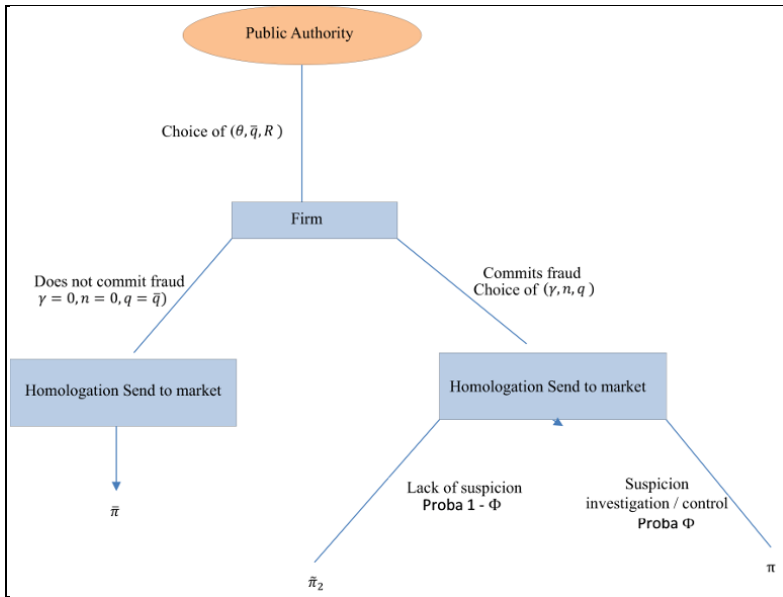 Public Authority
Choice of (θ, q̄, R )
Firm
Does not commit fraud
γ = 0, n = 0, q = q̄)
Commits fraud
Choice of (γ, n, q)
Homologation Send to market
Homologation Send to market
Lack of suspicion
Proba 1 - Φ
Suspicion
investigation / control
Proba Φ
π̄
π̃₂
π